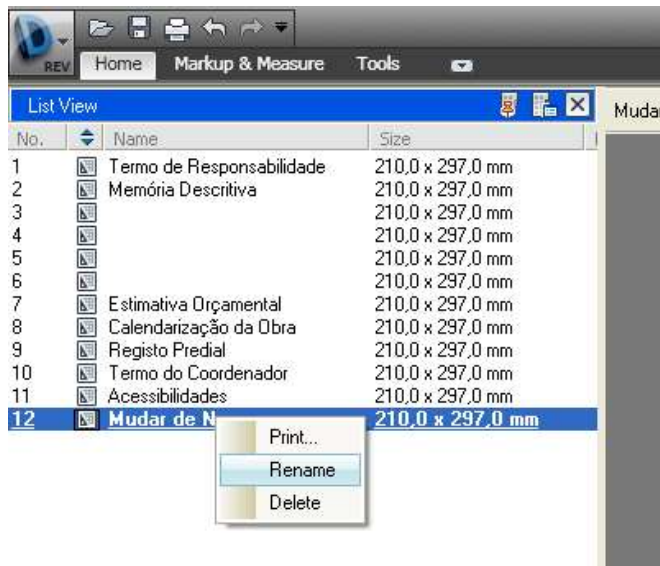 REV
Home Markup & Measure Tools
List View
Muda
No. Name Size
1 Termo de Responsabilidade 210,0 x 297,0 mm
2 Memória Descritiva 210,0 x 297,0 mm
3 210,0 x 297,0 mm
4 210,0 x 297,0 mm
5 210,0 x 297,0 mm
6 210,0 x 297,0 mm
7 Estimativa Orçamental 210,0 x 297,0 mm
8 Calendarização da Obra 210,0 x 297,0 mm
9 Registo Predial 210,0 x 297,0 mm
10 Termo do Coordenador 210,0 x 297,0 mm
11 Acessibilidades 210,0 x 297,0 mm
12 Mudar de N 210,0 x 297,0 mm
Print...
Rename
Delete